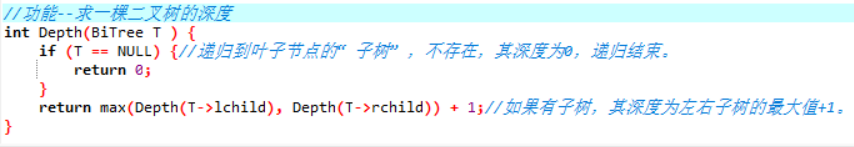 //功能--求一棵二叉树的深度
int Depth(BiTree T ) {
    if (T == NULL) {//递归到叶子节点的“ 子树” ，不存在，其深度为0，递归结束。
        return 0;
    }
    return max(Depth(T->lchild), Depth(T->rchild)) + 1;//如果有子树，其深度为左右子树的最大值+1。
}